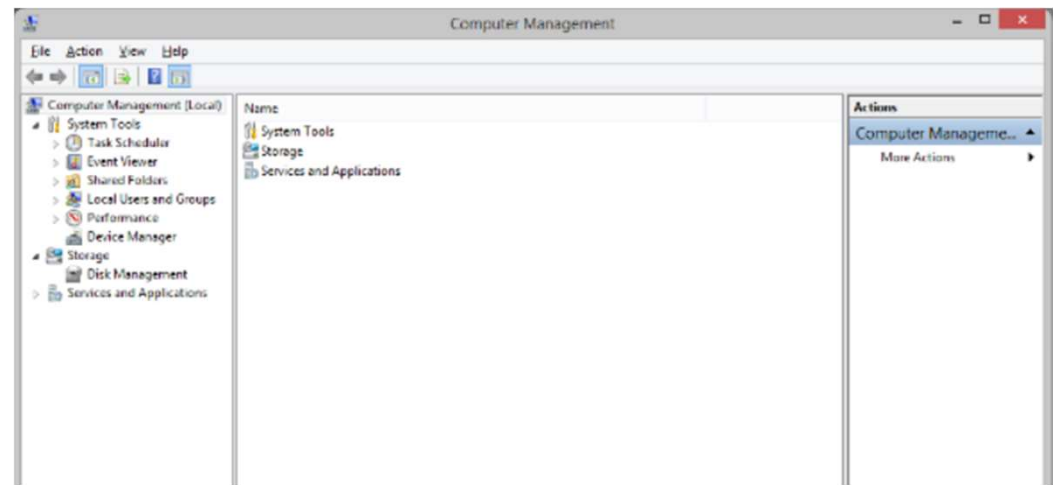 Computer Management
File Action View Help
Computer Management (Local)
System Tools
Task Scheduler
Event Viewer
Shared Folders
Local Users and Groups
Performance
Device Manager
Storage
Disk Management
Services and Applications
Name
System Tools
Storage
Services and Applications
Actions
Computer Manageme...
More Actions